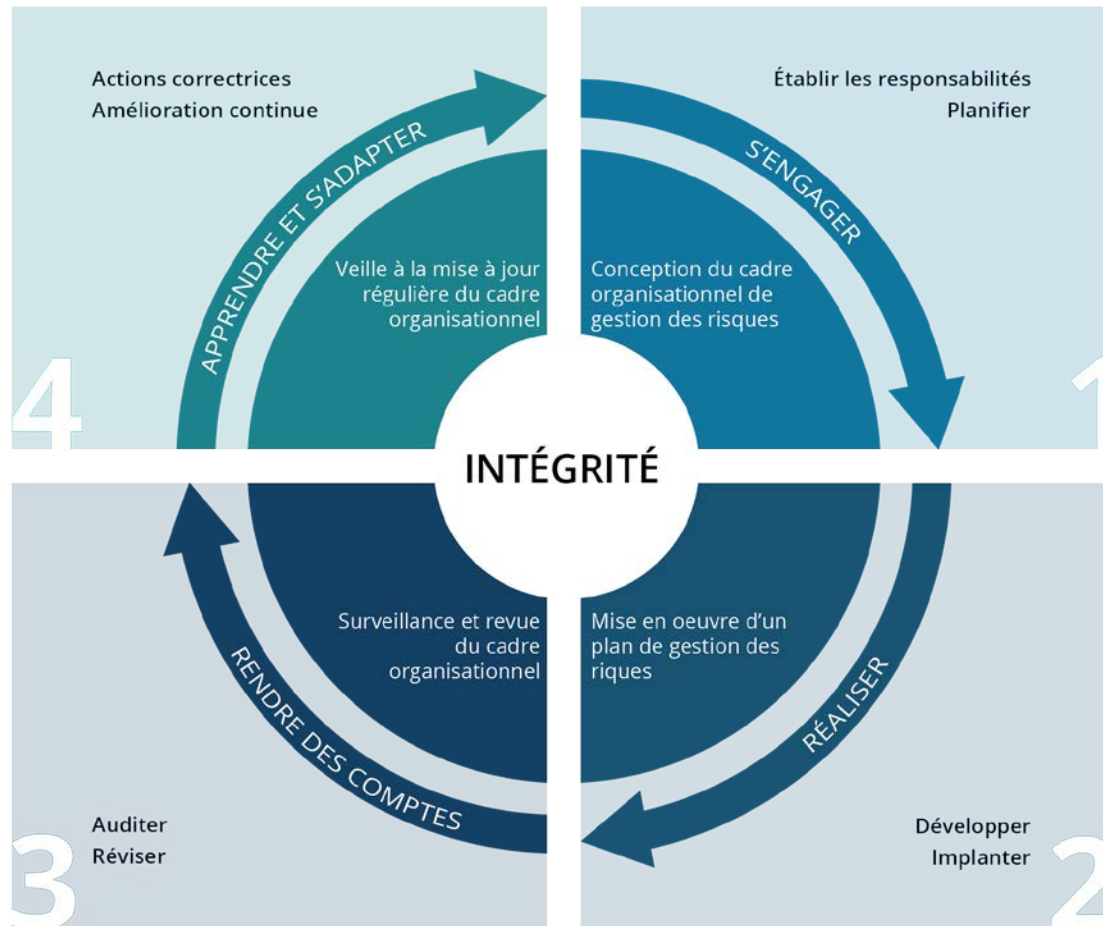 Actions correctrices
Amélioration continue
APPRENDRE ET S'ADAPTER
Veille à la mise à jour
régulière du cadre
organisationnel
4
Établir les responsabilités
Planifier
S'ENGAGER
Conception du cadre
organisationnel de
gestion des risques
1
INTÉGRITÉ
Surveillance et revue
du cadre
organisationnel
RENDRE DES COMPTES
Auditer
Réviser
3
Mise en oeuvre d'un
plan de gestion des
riques
RÉALISER
Développer
Implanter
2